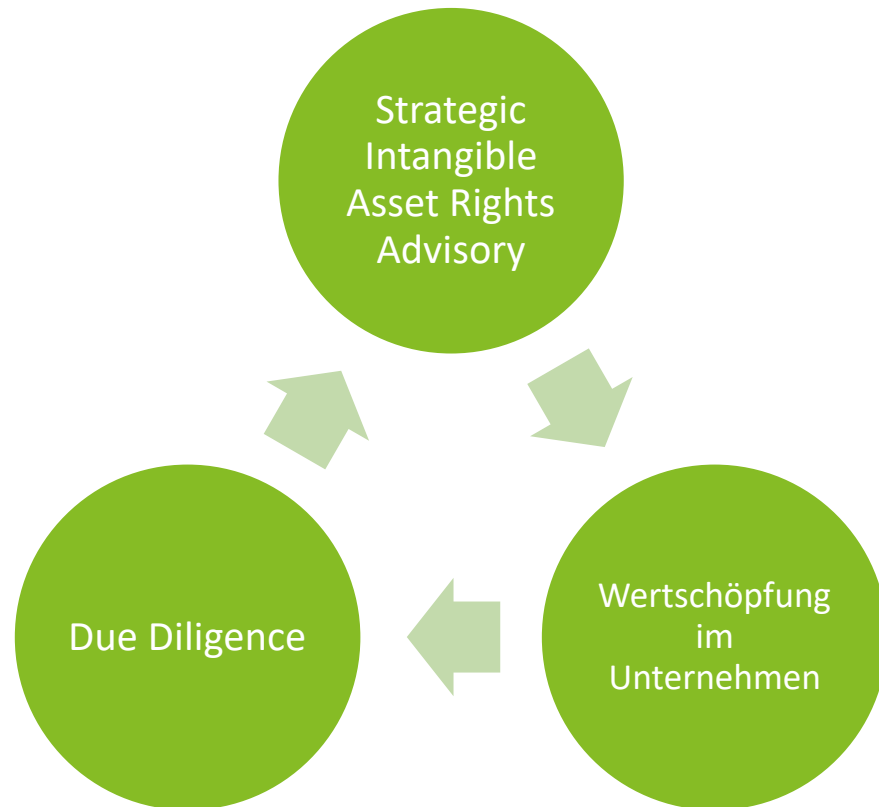 Strategic
Intangible
Asset Rights
Advisory
Due Diligence
Wertschöpfung
im
Unternehmen